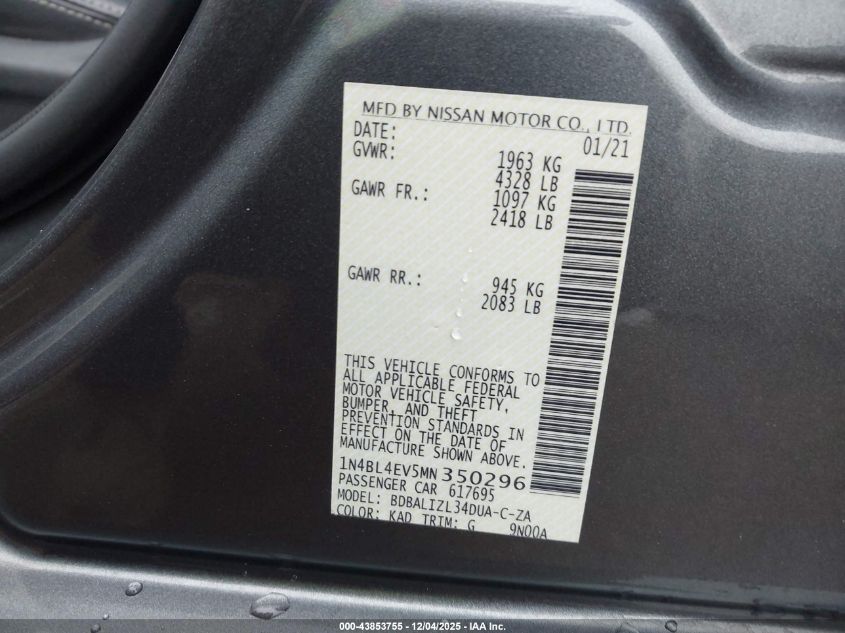 MFD BY NISSAN MOTOR CO., LTD.
DATE: 01/21
GVWR: 1963 KG
4328 LB
GAWR FR.: 1097 KG
2418 LB
GAWR RR.: 945 KG
2083 LB
THIS VEHICLE CONFORMS TO
ALL APPLICABLE FEDERAL
MOTOR VEHICLE SAFETY,
BUMPER, AND THEFT
PREVENTION STANDARDS IN
EFFECT ON THE DATE OF
MANUFACTURE SHOWN ABOVE.
1N4BL4EV5MN350296
PASSENGER CAR 617695
MODEL: BDBALIZL34DUA-C-ZA
COLOR: KAD TRIM: G 9N00A
000-43853755 - 12/04/2025 - IAA Inc.